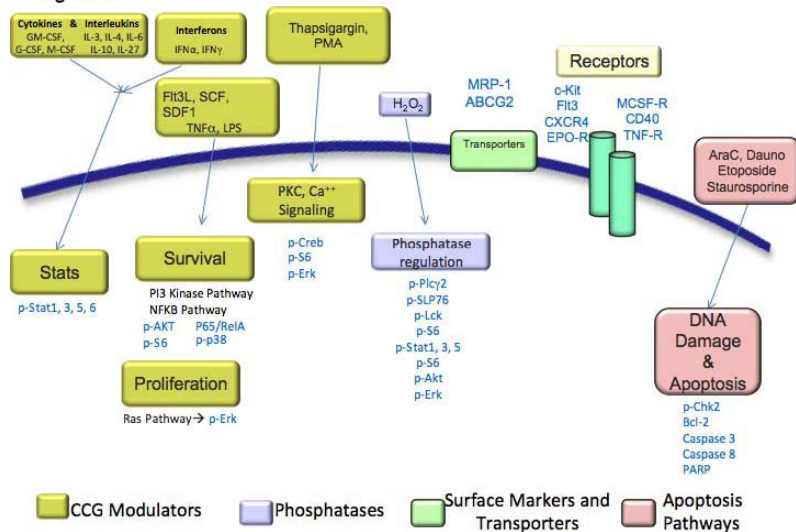 Cytokines & Interleukins
GM-CSF, IL-3, IL-4, IL-6
G-CSF, M-CSF IL-10, IL-27
Interferons
IFNα, IFNγ
Thapsigargin,
PMA
Flt3L, SCF,
SDF1
TNFα, LPS
H₂O₂
MRP-1
ABCG2
Transporters
Receptors
c-Kit
Flt3
CXCR4
EPO-R
MCSF-R
CD40
TNF-R
AraC, Dauno
Etoposide
Staurosporine
PKC, Ca⁺⁺
Signaling
p-Creb
p-S6
p-Erk
Stats
p-Stat1, 3, 5, 6
Survival
PI3 Kinase Pathway
NFKB Pathway
p-AKT P65/RelA
p-S6 p-p38
Proliferation
Ras Pathway → p-Erk
Phosphatase
regulation
p-Plcγ2
p-SLP76
p-Lck
p-S6
p-Stat1, 3, 5
p-S6
p-Akt
p-Erk
DNA
Damage
&
Apoptosis
p-Chk2
Bcl-2
Caspase 3
Caspase 8
PARP
CCG Modulators
Phosphatases
Surface Markers and
Transporters
Apoptosis
Pathways